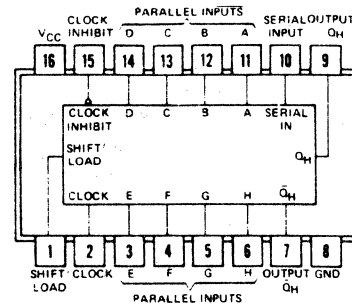 PARALLEL INPUTS
CLOCK SERIAL OUTPUT
VCC INHIBIT D C B A INPUT QH
16 15 14 13 12 11 10 9
CLOCK D C B A SERIAL
INHIBIT IN
SHIFT/
LOAD QH
CLOCK E F G H Q̄H
1 2 3 4 5 6 7 8
SHIFT/ CLOCK E F G H OUTPUT GND
LOAD Q̄H
PARALLEL INPUTS